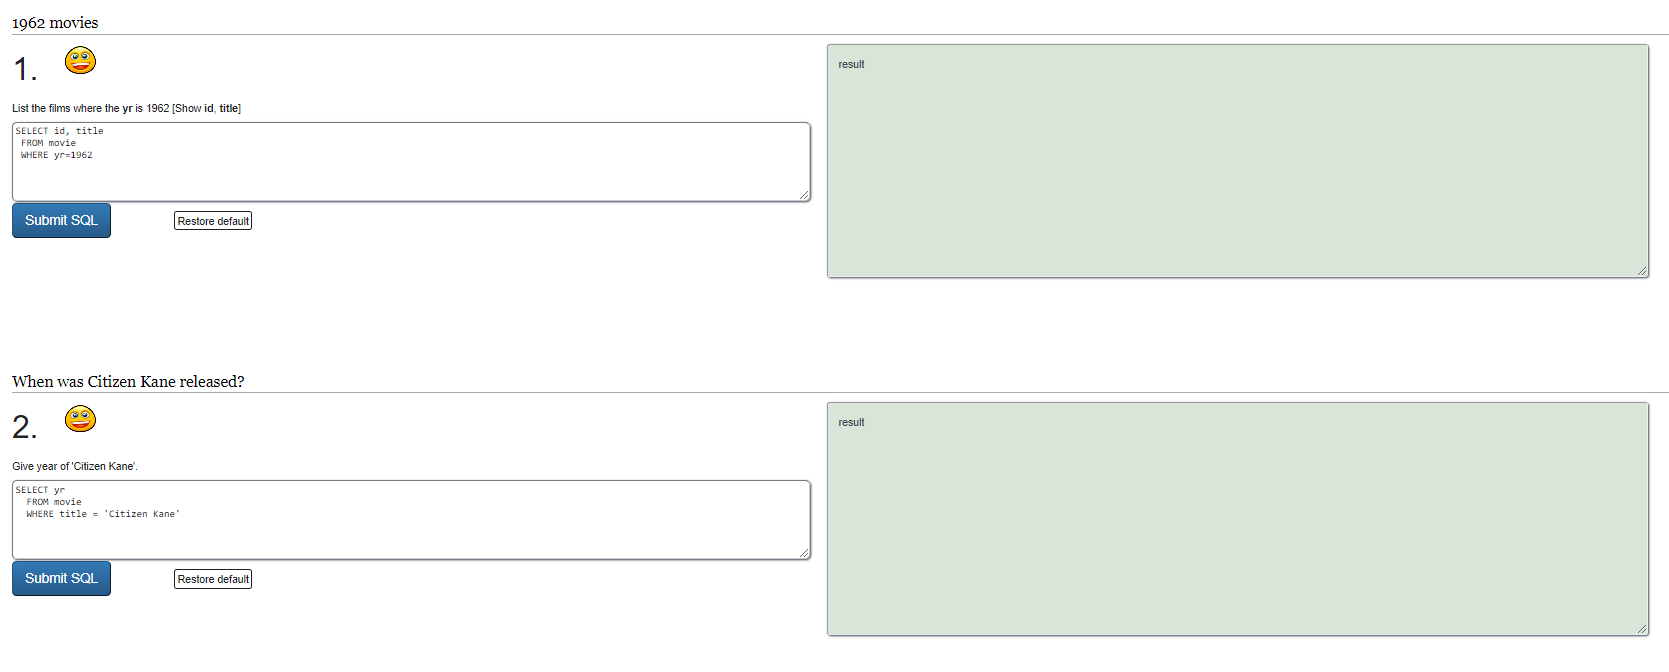 1962 movies
1.
result
List the films where the yr is 1962 [Show id, title]
SELECT id, title
FROM movie
WHERE yr=1962
Submit SQL
Restore default
When was Citizen Kane released?
2.
result
Give year of 'Citizen Kane'.
SELECT yr
FROM movie
WHERE title = 'Citizen Kane'
Submit SQL
Restore default